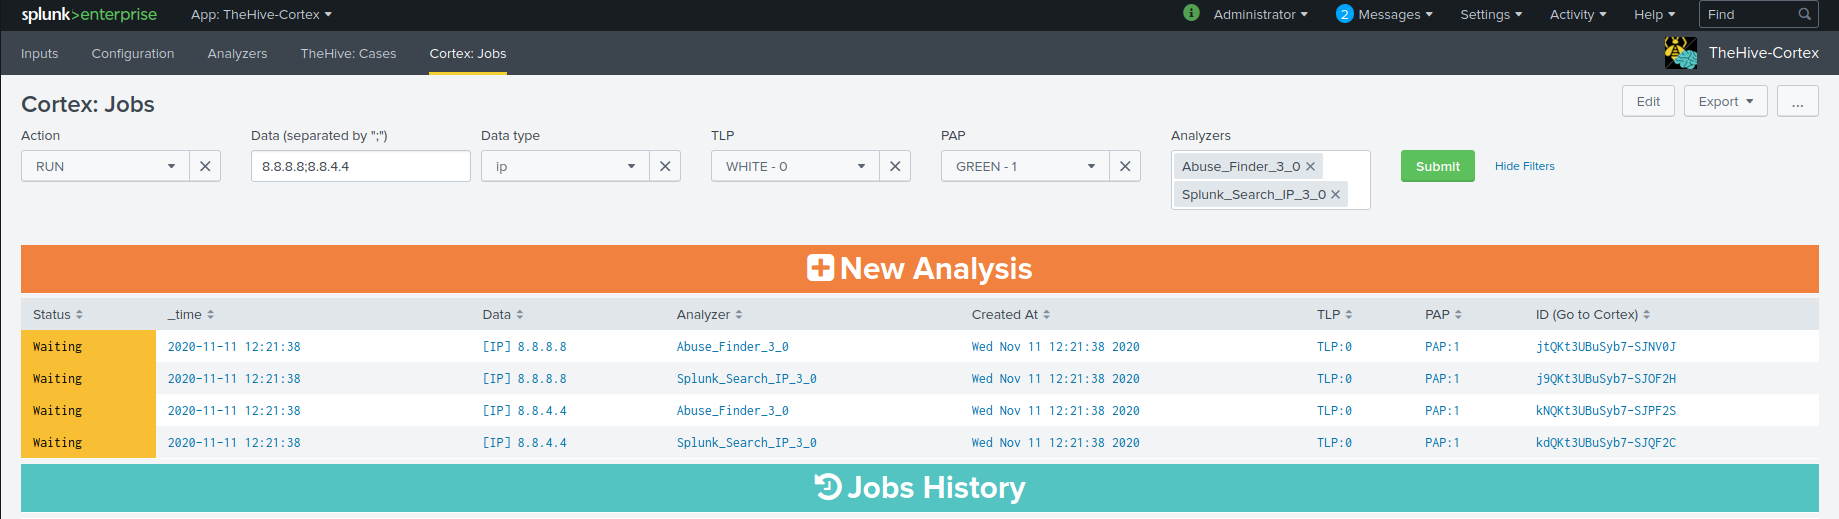 splunk>enterprise App: TheHive-Cortex i Administrator 2 Messages Settings Activity Help Find
Inputs Configuration Analyzers TheHive: Cases Cortex: Jobs TheHive-Cortex
Cortex: Jobs Edit Export ...
Action Data (separated by ";") Data type TLP PAP Analyzers
RUN 8.8.8.8;8.8.4.4 ip WHITE - 0 GREEN - 1 Abuse_Finder_3_0 Submit Hide Filters
Splunk_Search_IP_3_0
New Analysis
Status _time Data Analyzer Created At TLP PAP ID (Go to Cortex)
Waiting 2020-11-11 12:21:38 [IP] 8.8.8.8 Abuse_Finder_3_0 Wed Nov 11 12:21:38 2020 TLP:0 PAP:1 jtQKt3UBuSyb7-SJNV0J
Waiting 2020-11-11 12:21:38 [IP] 8.8.8.8 Splunk_Search_IP_3_0 Wed Nov 11 12:21:38 2020 TLP:0 PAP:1 j9QKt3UBuSyb7-SJOF2H
Waiting 2020-11-11 12:21:38 [IP] 8.8.4.4 Abuse_Finder_3_0 Wed Nov 11 12:21:38 2020 TLP:0 PAP:1 kNQKt3UBuSyb7-SJPF2S
Waiting 2020-11-11 12:21:38 [IP] 8.8.4.4 Splunk_Search_IP_3_0 Wed Nov 11 12:21:38 2020 TLP:0 PAP:1 kdQKt3UBuSyb7-SJQF2C
Jobs History